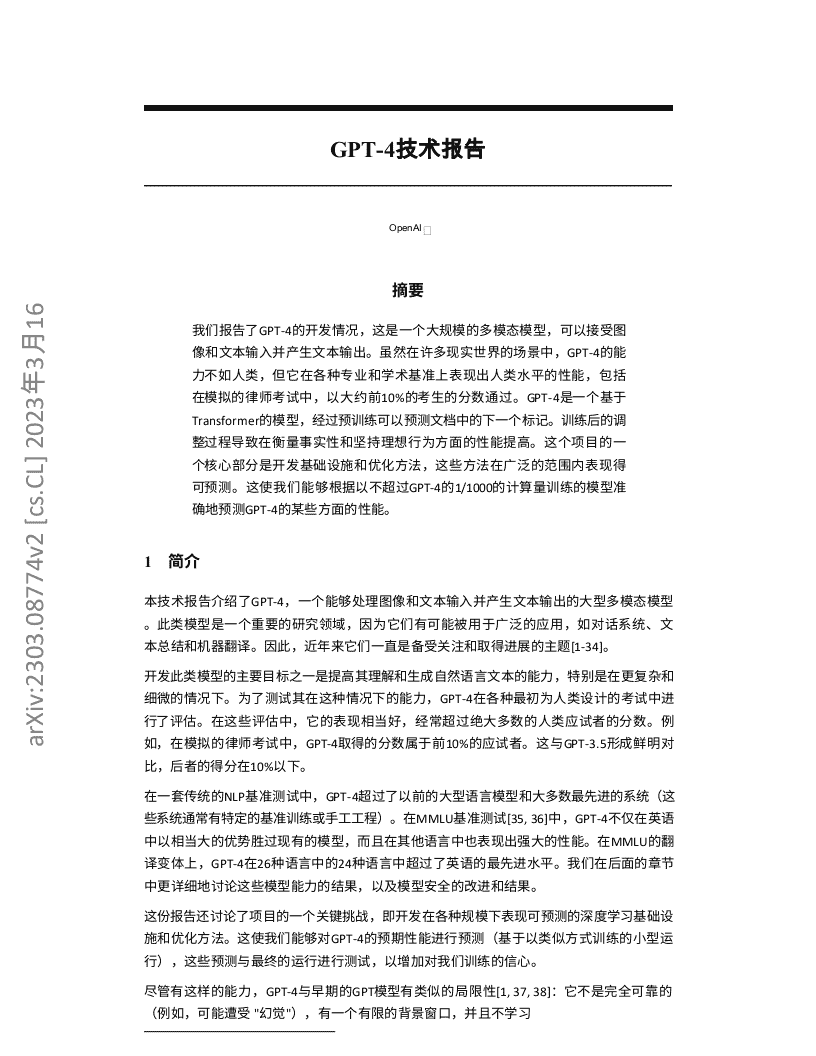 arXiv:2303.08774v2 [cs.CL] 2023年3月16
GPT-4技术报告
OpenAI
摘要
我们报告了GPT-4的开发情况，这是一个大规模的多模态模型，可以接受图
像和文本输入并产生文本输出。虽然在许多现实世界的场景中，GPT-4的能
力不如人类，但它在各种专业和学术基准上表现出人类水平的性能，包括
在模拟的律师考试中，以大约前10%的考生的分数通过。GPT-4是一个基于
Transformer的模型，经过预训练可以预测文档中的下一个标记。训练后的调
整过程导致在衡量事实性和坚持理想行为方面的性能提高。这个项目的一
个核心部分是开发基础设施和优化方法，这些方法在广泛的范围内表现得
可预测。这使我们能够根据以不超过GPT-4的1/1000的计算量训练的模型准
确地预测GPT-4的某些方面的性能。
1 简介
本技术报告介绍了GPT-4，一个能够处理图像和文本输入并产生文本输出的大型多模态模型
。此类模型是一个重要的研究领域，因为它们有可能被用于广泛的应用，如对话系统、文
本总结和机器翻译。因此，近年来它们一直是备受关注和取得进展的主题[1-34]。
开发此类模型的主要目标之一是提高其理解和生成自然语言文本的能力，特别是在更复杂和
细微的情况下。为了测试其在这种情况下的能力，GPT-4在各种最初为人类设计的考试中进
行了评估。在这些评估中，它的表现相当好，经常超过绝大多数的人类应试者的分数。例
如，在模拟的律师考试中，GPT-4取得的分数属于前10%的应试者。这与GPT-3.5形成鲜明对
比，后者的得分在10%以下。
在一套传统的NLP基准测试中，GPT-4超过了以前的大型语言模型和大多数最先进的系统（这
些系统通常有特定的基准训练或手工工程）。在MMLU基准测试[35, 36]中，GPT-4不仅在英语
中以相当大的优势胜过现有的模型，而且在其他语言中也表现出强大的性能。在MMLU的翻
译变体上，GPT-4在26种语言中的24种语言中超过了英语的最先进水平。我们在后面的章节
中更详细地讨论这些模型能力的结果，以及模型安全的改进和结果。
这份报告还讨论了项目的一个关键挑战，即开发在各种规模下表现可预测的深度学习基础设
施和优化方法。这使我们能够对GPT-4的预期性能进行预测（基于以类似方式训练的小型运
行），这些预测与最终的运行进行测试，以增加对我们训练的信心。
尽管有这样的能力，GPT-4与早期的GPT模型有类似的局限性[1, 37, 38]：它不是完全可靠的
（例如，可能遭受 "幻觉"），有一个有限的背景窗口，并且不学习